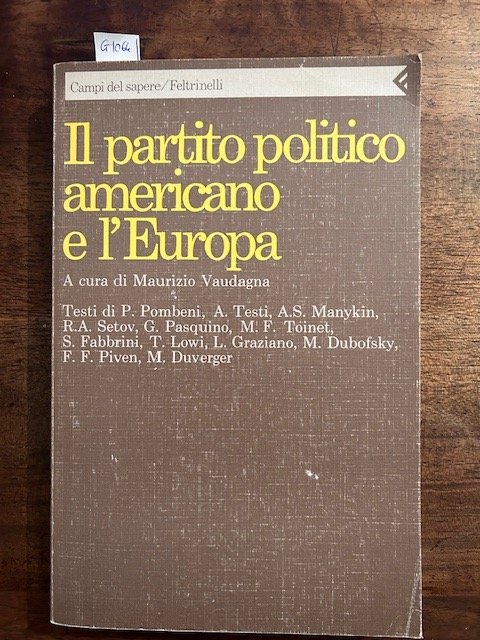 G1064
Campi del sapere/Feltrinelli
Il partito politico
americano
e l'Europa
A cura di Maurizio Vaudagna
Testi di P. Pombeni, A. Testi, A.S. Manykin,
R.A. Setov, G. Pasquino, M. F. Toinet,
S. Fabbrini, T. Lowi, L. Graziano, M. Dubofsky,
F. F. Piven, M. Duverger